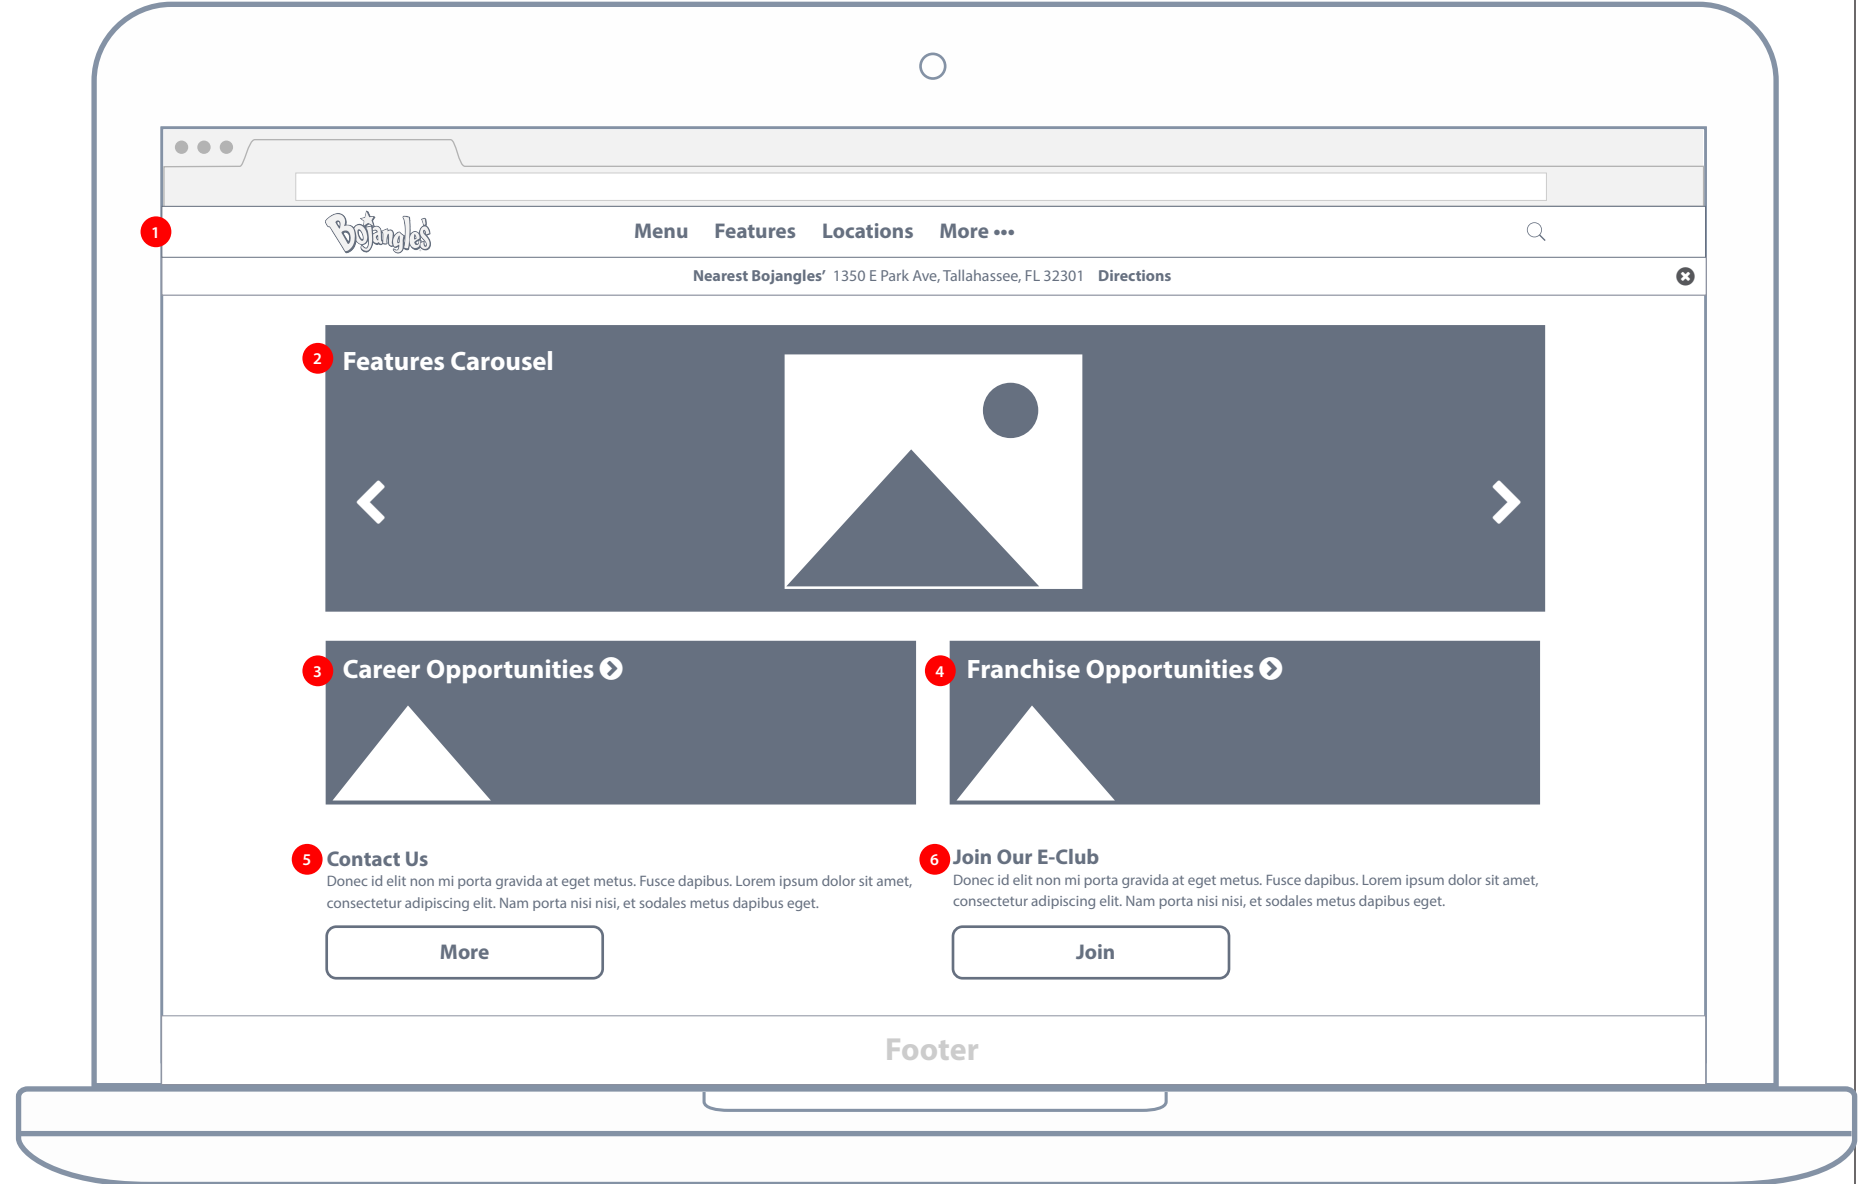 Bojangles'
Menu Features Locations More •••
1
Nearest Bojangles’ 1350 E Park Ave, Tallahassee, FL 32301 Directions
2 Features Carousel
3 Career Opportunities
4 Franchise Opportunities
5 Contact Us
Donec id elit non mi porta gravida at eget metus. Fusce dapibus. Lorem ipsum dolor sit amet,
consectetur adipiscing elit. Nam porta nisi nisi, et sodales metus dapibus eget.
More
6 Join Our E-Club
Donec id elit non mi porta gravida at eget metus. Fusce dapibus. Lorem ipsum dolor sit amet,
consectetur adipiscing elit. Nam porta nisi nisi, et sodales metus dapibus eget.
Join
Footer